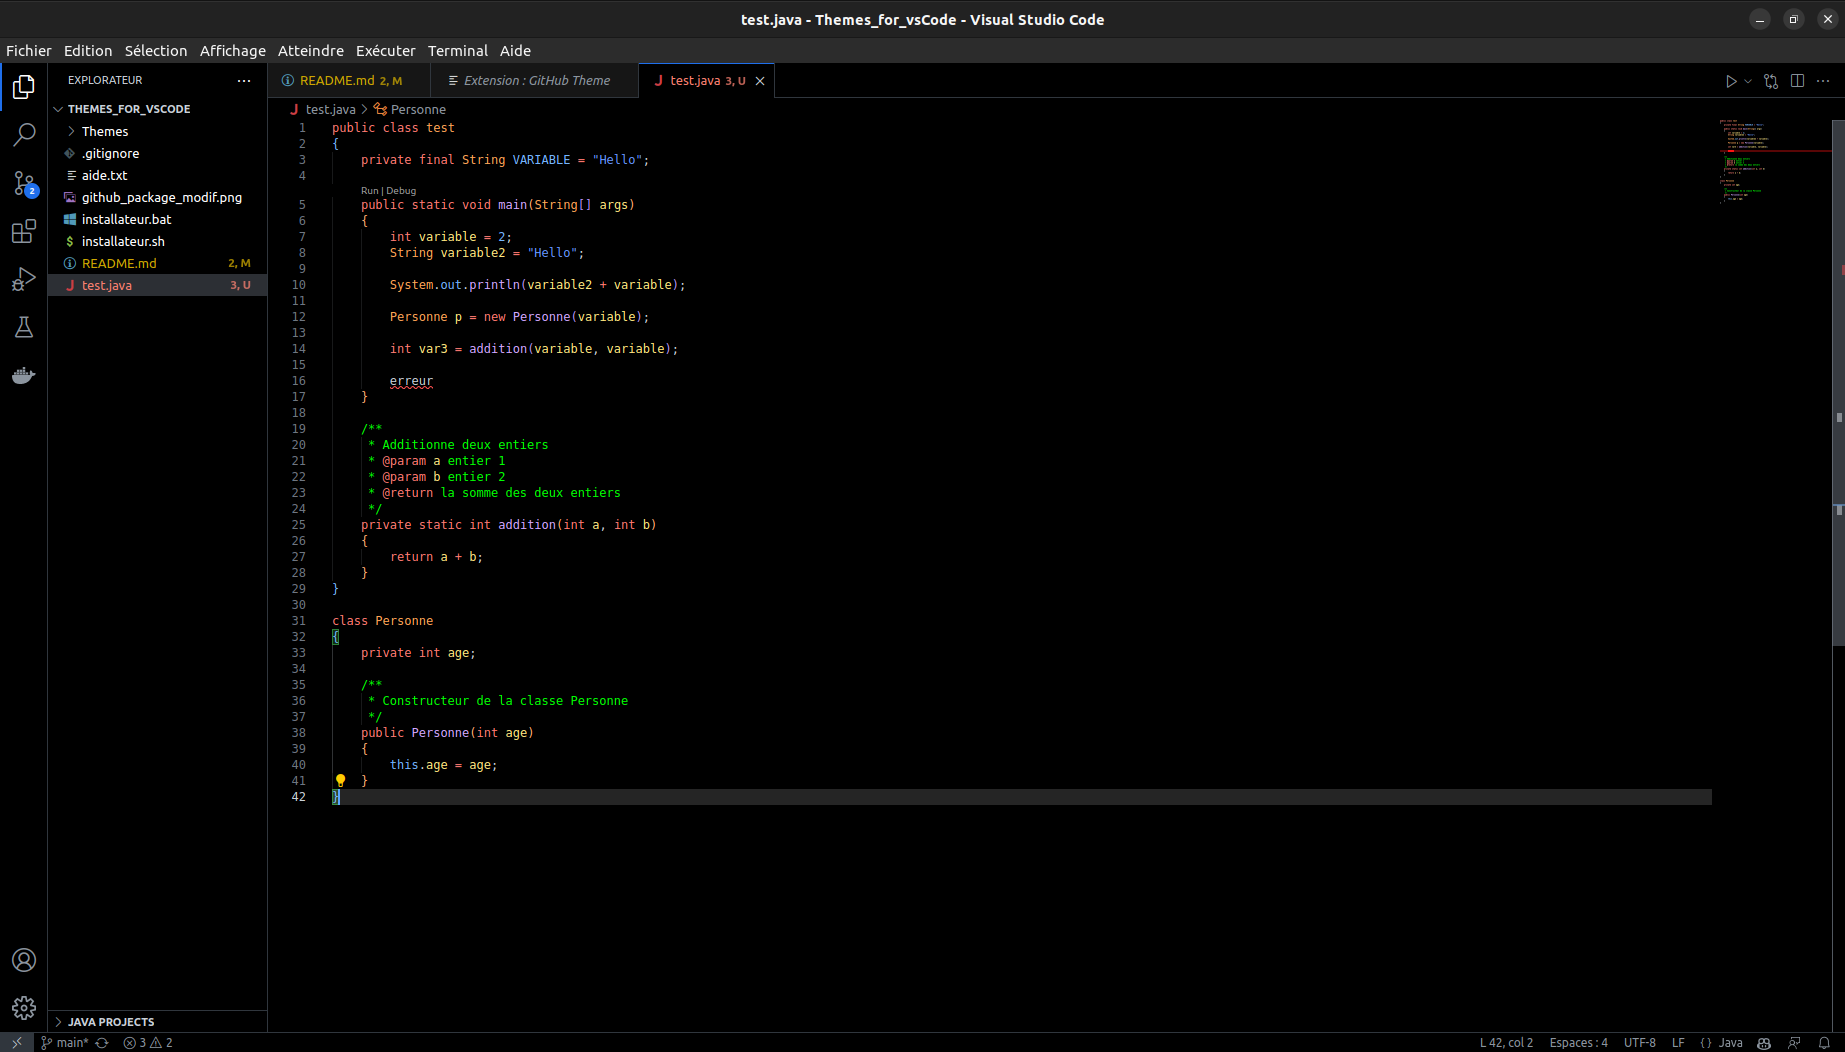 test.java - Themes_for_vsCode - Visual Studio Code
Fichier Edition Sélection Affichage Atteindre Exécuter Terminal Aide
EXPLORATEUR
THEMES_FOR_VSCODE
Themes
.gitignore
aide.txt
2
github_package_modif.png
installateur.bat
$ installateur.sh
README.md 2, M
J test.java 3, U
JAVA PROJECTS
README.md 2, M
Extension : GitHub Theme
J test.java 3, U
J test.java > Personne
1 public class test
2 {
3     private final String VARIABLE = "Hello";
4
Run | Debug
5     public static void main(String[] args)
6     {
7         int variable = 2;
8         String variable2 = "Hello";
9
10         System.out.println(variable2 + variable);
11
12         Personne p = new Personne(variable);
13
14         int var3 = addition(variable, variable);
15
16         erreur
17     }
18
19     /**
20      * Additionne deux entiers
21      * @param a entier 1
22      * @param b entier 2
23      * @return la somme des deux entiers
24      */
25     private static int addition(int a, int b)
26     {
27         return a + b;
28     }
29 }
30
31 class Personne
32 {
33     private int age;
34
35     /**
36      * Constructeur de la classe Personne
37      */
38     public Personne(int age)
39     {
40         this.age = age;
41     }
42 }
main* 3 2
L 42, col 2 Espaces : 4 UTF-8 LF {} Java